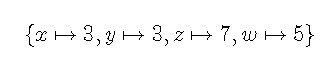 {x ↦ 3, y ↦ 3, z ↦ 7, w ↦ 5}